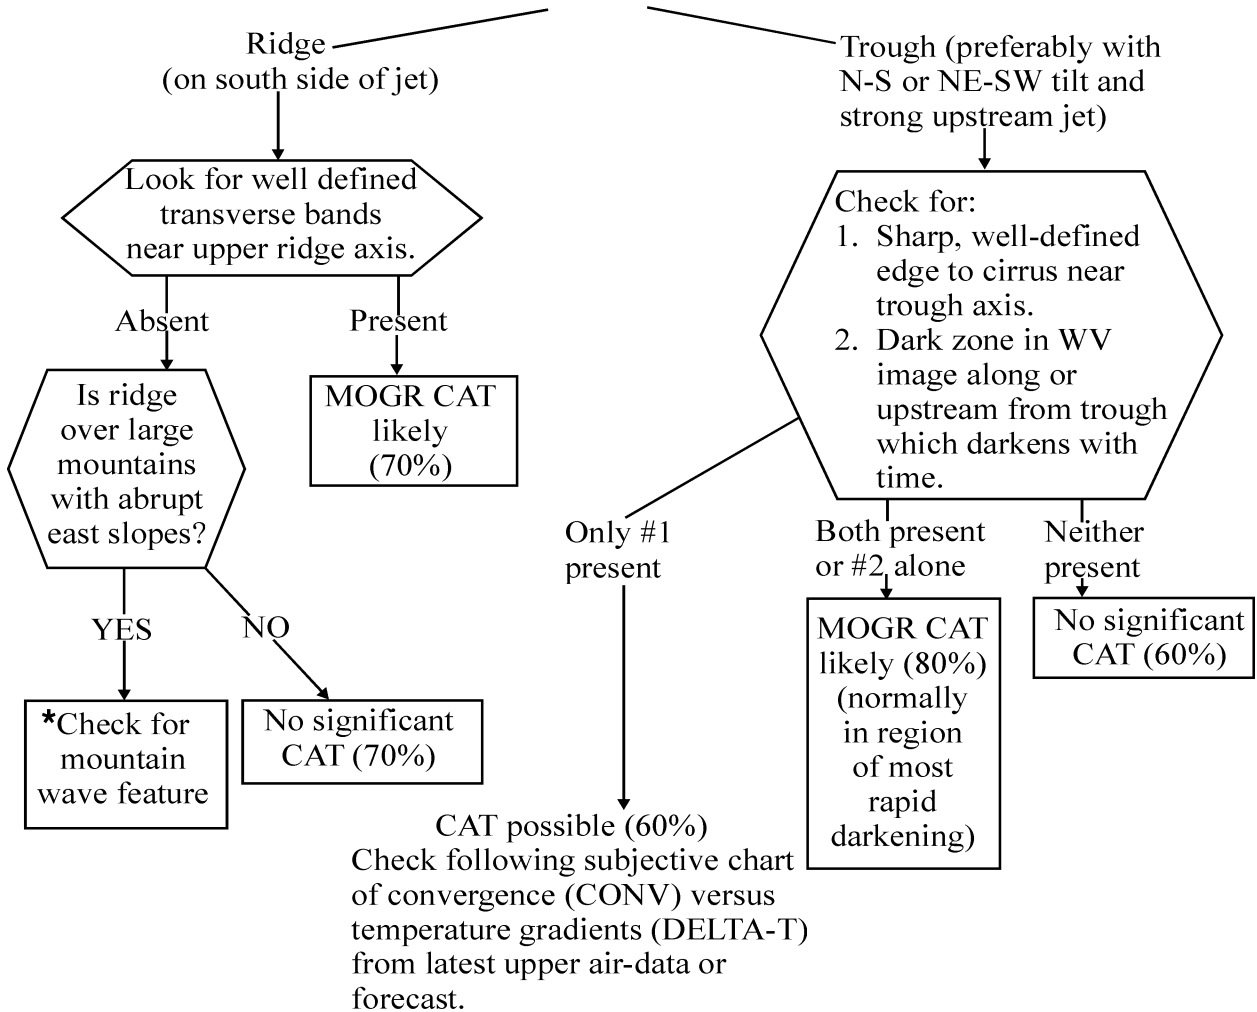 Ridge
(on south side of jet)
Look for well defined
transverse bands
near upper ridge axis.
Absent
Present
Is ridge
over large
mountains
with abrupt
east slopes?
MOGR CAT
likely
(70%)
YES
NO
*Check for
mountain
wave feature
No significant
CAT (70%)
Trough (preferably with
N-S or NE-SW tilt and
strong upstream jet)
Check for:
1. Sharp, well-defined
edge to cirrus near
trough axis.
2. Dark zone in WV
image along or
upstream from trough
which darkens with
time.
Only #1
present
Both present
or #2 alone
Neither
present
CAT possible (60%)
Check following subjective chart
of convergence (CONV) versus
temperature gradients (DELTA-T)
from latest upper air-data or
forecast.
MOGR CAT
likely (80%)
(normally
in region
of most
rapid
darkening)
No significant
CAT (60%)